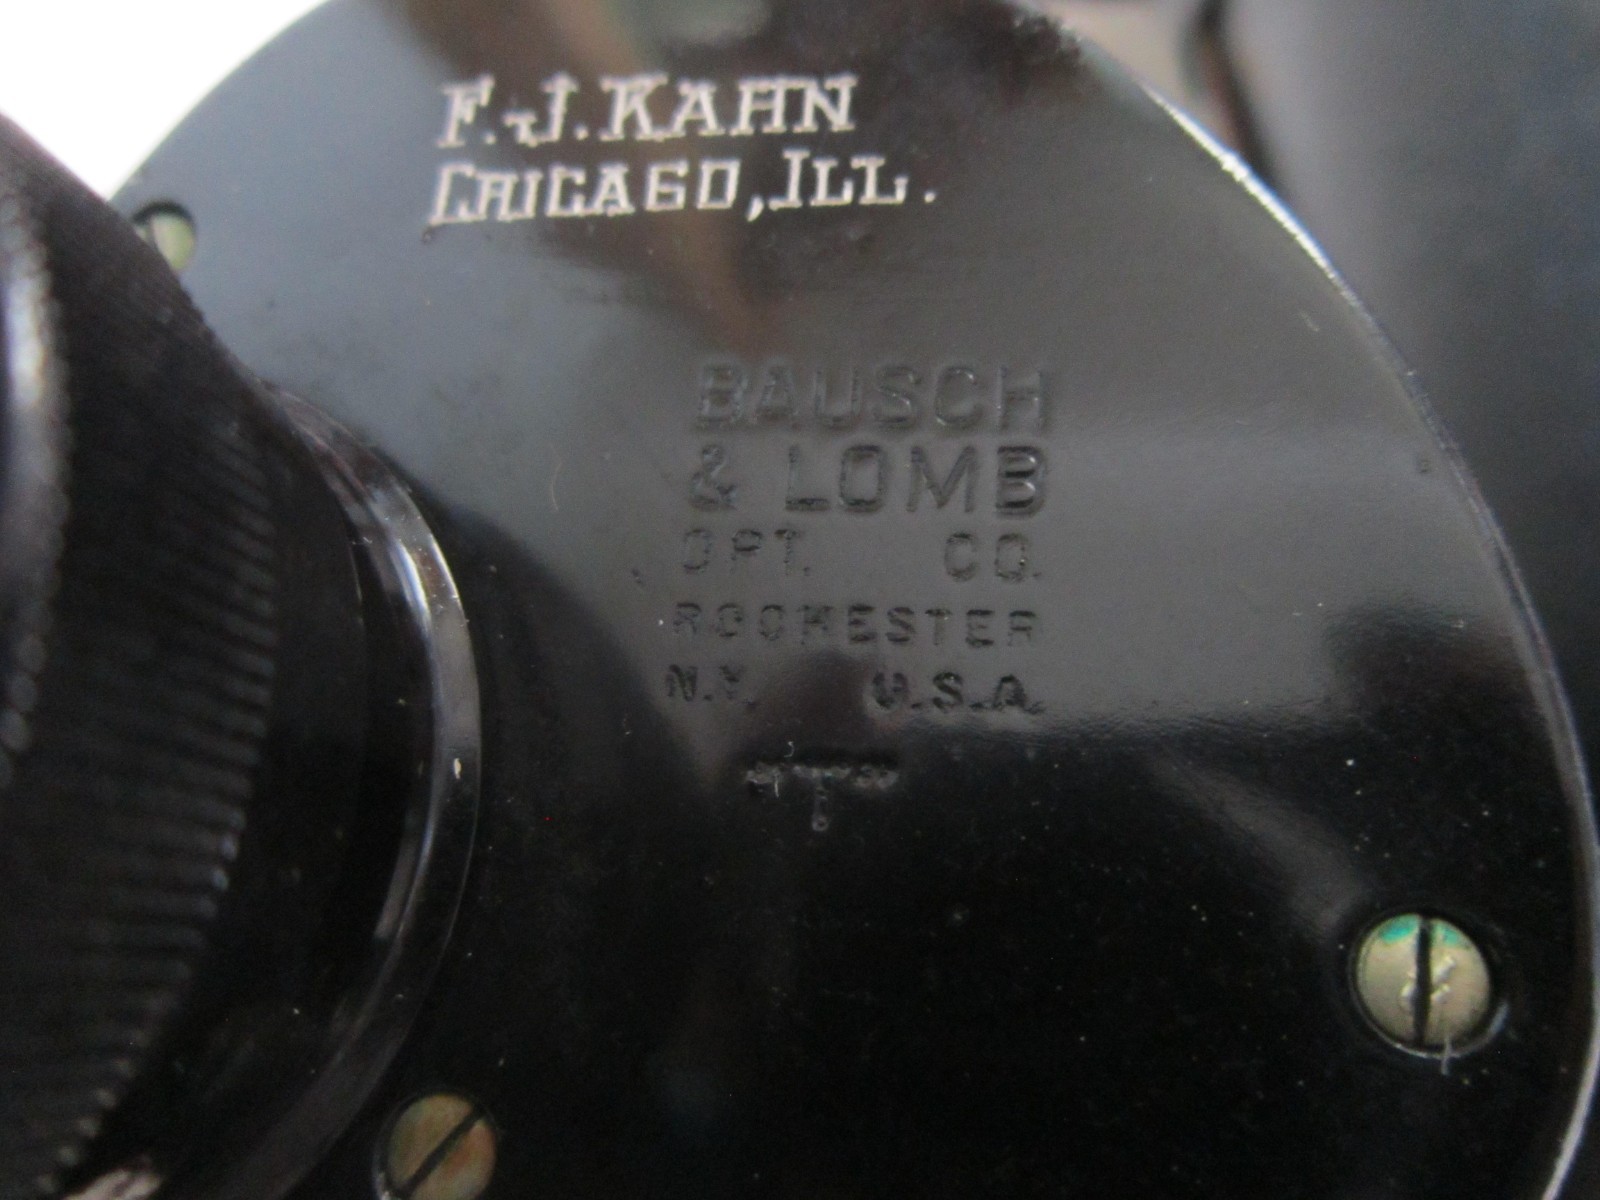 F.J.KAHN
CHICAGO, ILL.
BAUSCH
& LOMB
OPT. CO.
ROCHESTER
N.Y. U.S.A.
"T"